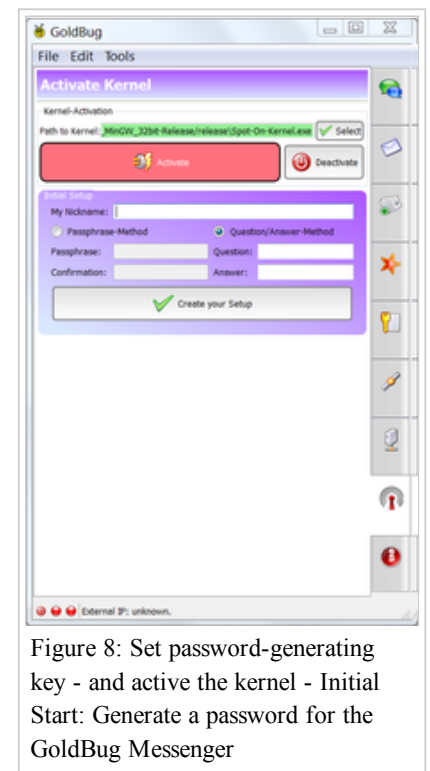 GoldBug
File Edit Tools
Activate Kernel
Kernel-Activation
Path to Kernel: MinGW_32bit-Release/release\Spot-On-Kernel.exe Select
Activate Deactivate
Initial Setup
My Nickname:
Passphrase-Method Question/Answer-Method
Passphrase: Question:
Confirmation: Answer:
Create your Setup
External IP: unknown.
Figure 8: Set password-generating
key - and active the kernel - Initial
Start: Generate a password for the
GoldBug Messenger